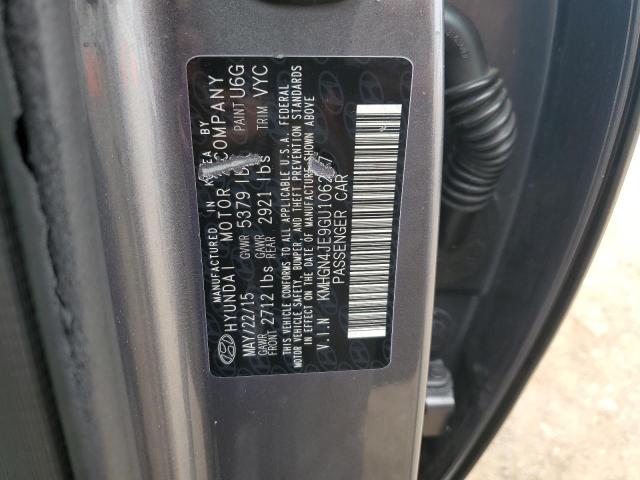 MANUFACTURED IN KOREA BY
HYUNDAI MOTOR COMPANY
MAY/22/15 GVWR 5379 lbs PAINT U6G
GAWR FRONT 2712 lbs GAWR REAR 2921 lbs TRIM VYC
THIS VEHICLE CONFORMS TO ALL APPLICABLE U.S.A. FEDERAL
MOTOR VEHICLE SAFETY, BUMPER, AND THEFT PREVENTION STANDARDS
IN EFFECT ON THE DATE OF MANUFACTURE SHOWN ABOVE
V.I.N
PASSENGER CAR